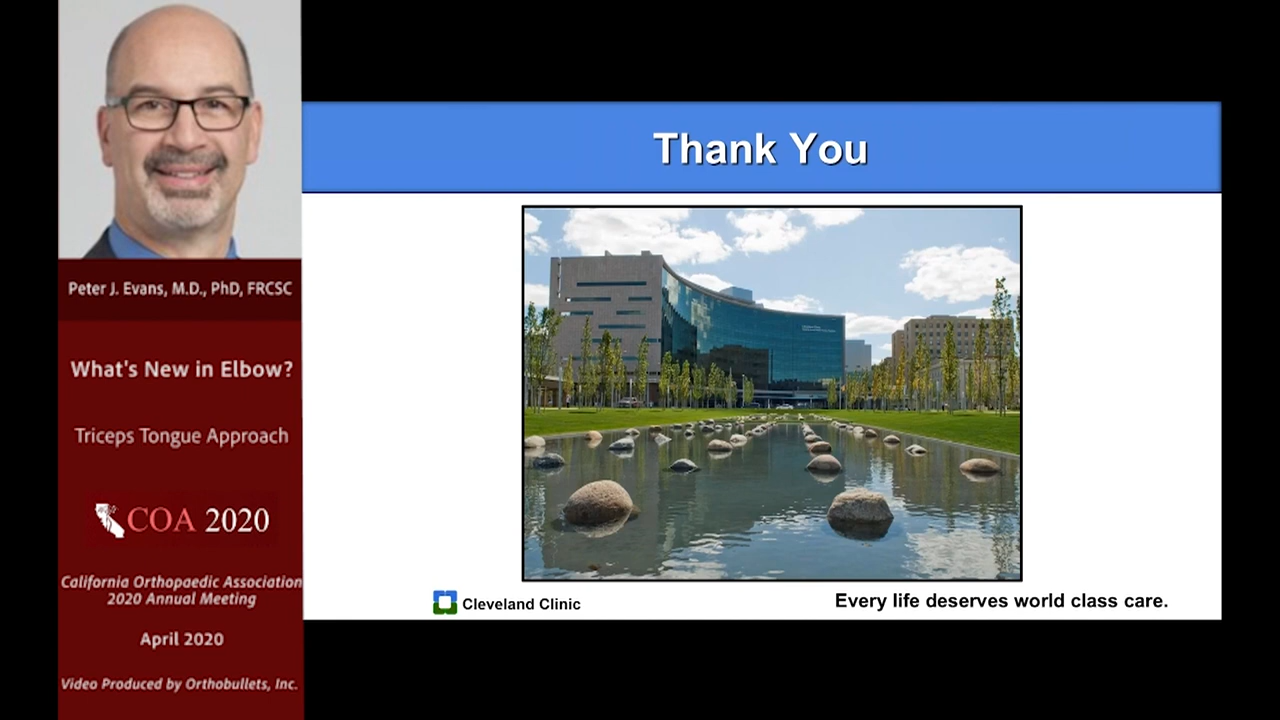 Peter J. Evans, M.D., PhD, FRCSC
What's New in Elbow?
Triceps Tongue Approach
COA 2020
California Orthopaedic Association
2020 Annual Meeting
April 2020
Video Produced by Orthobullets, Inc.
Thank You
Cleveland Clinic
Every life deserves world class care.